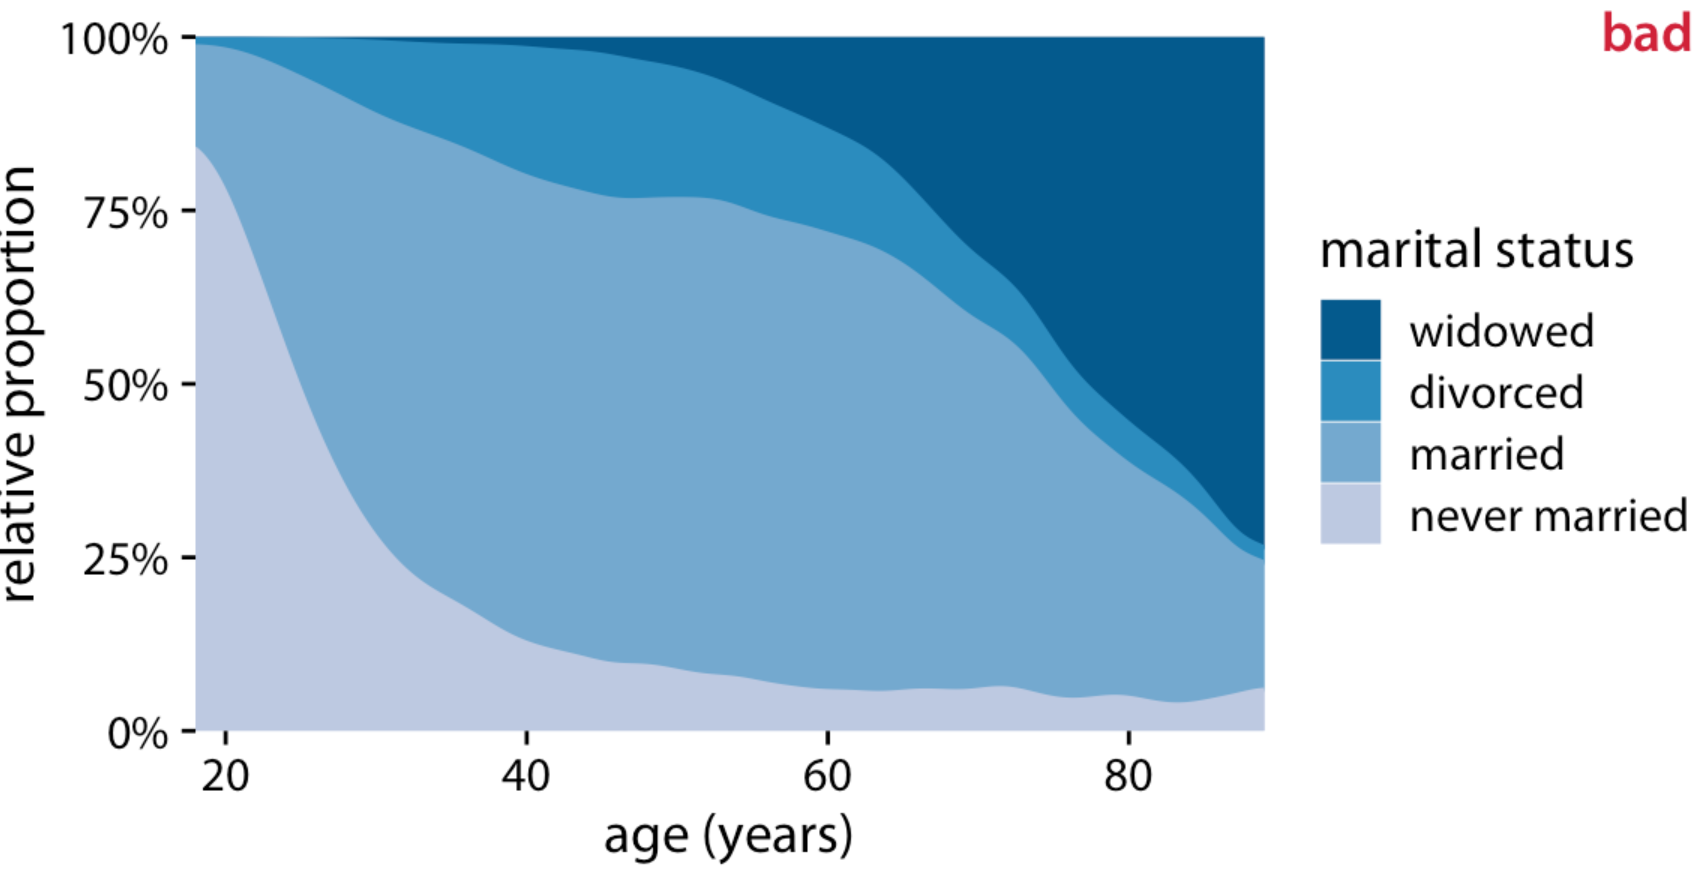 bad
100%
75%
50%
25%
0%
relative proportion
20 40 60 80
age (years)
marital status
widowed
divorced
married
never married